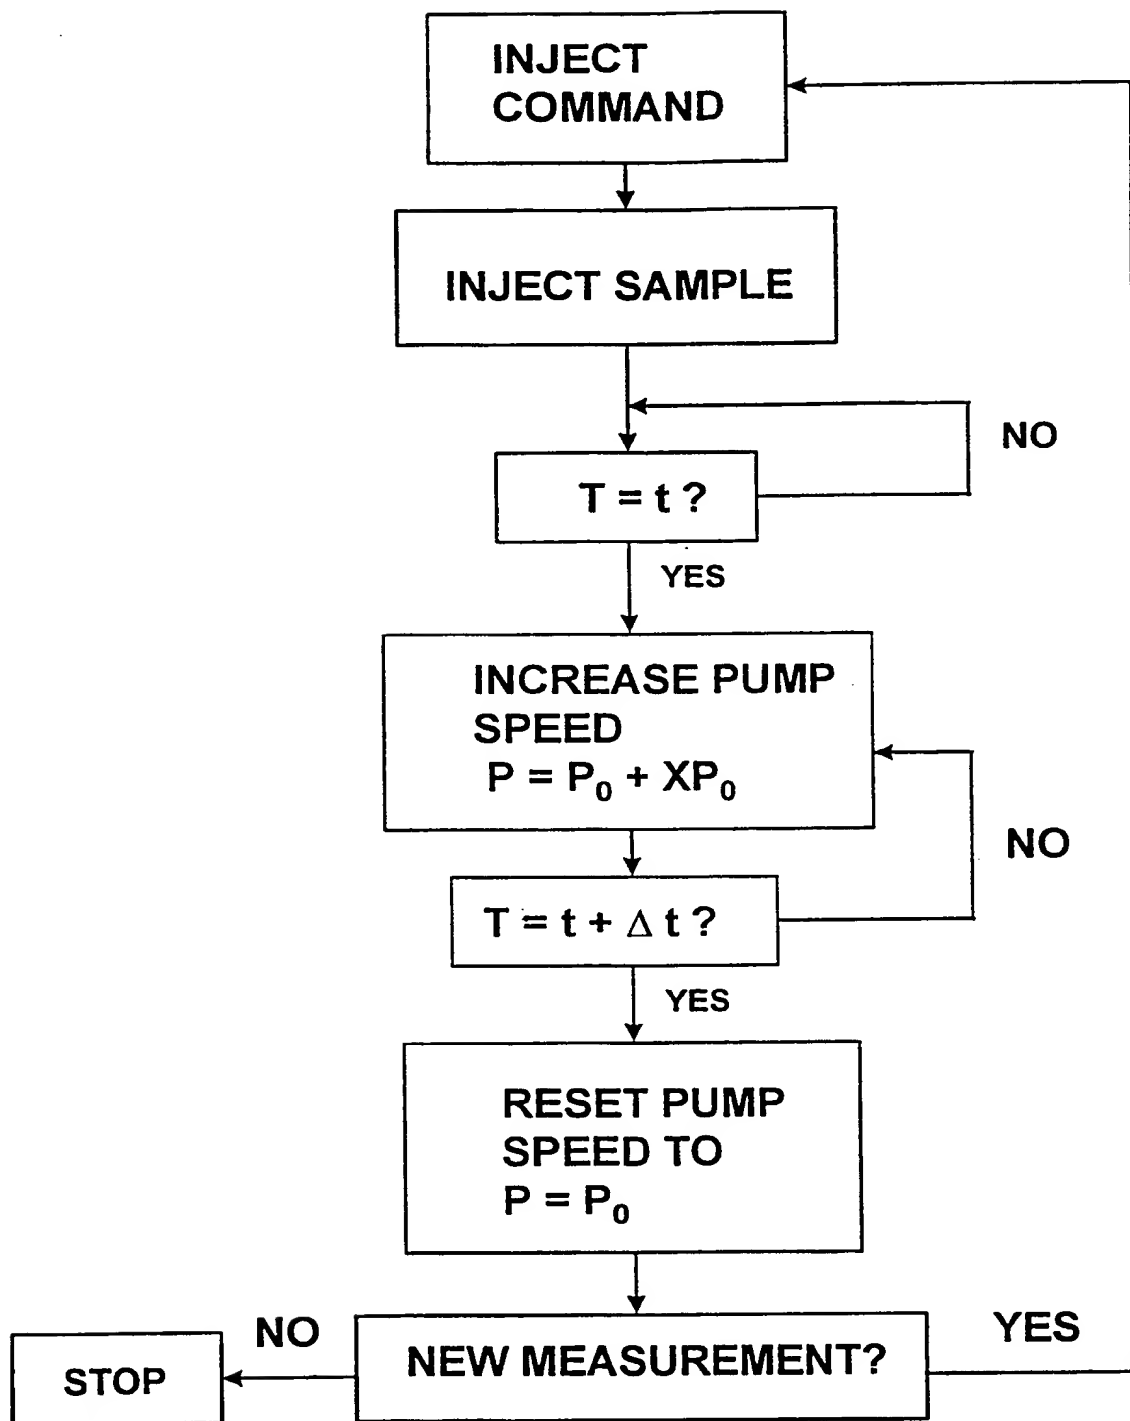 INJECT
COMMAND
INJECT SAMPLE
NO
T = t ?
YES
INCREASE PUMP
SPEED
P = P₀ + XP₀
NO
T = t + Δ t ?
YES
RESET PUMP
SPEED TO
P = P₀
NO
YES
NEW MEASUREMENT?
STOP